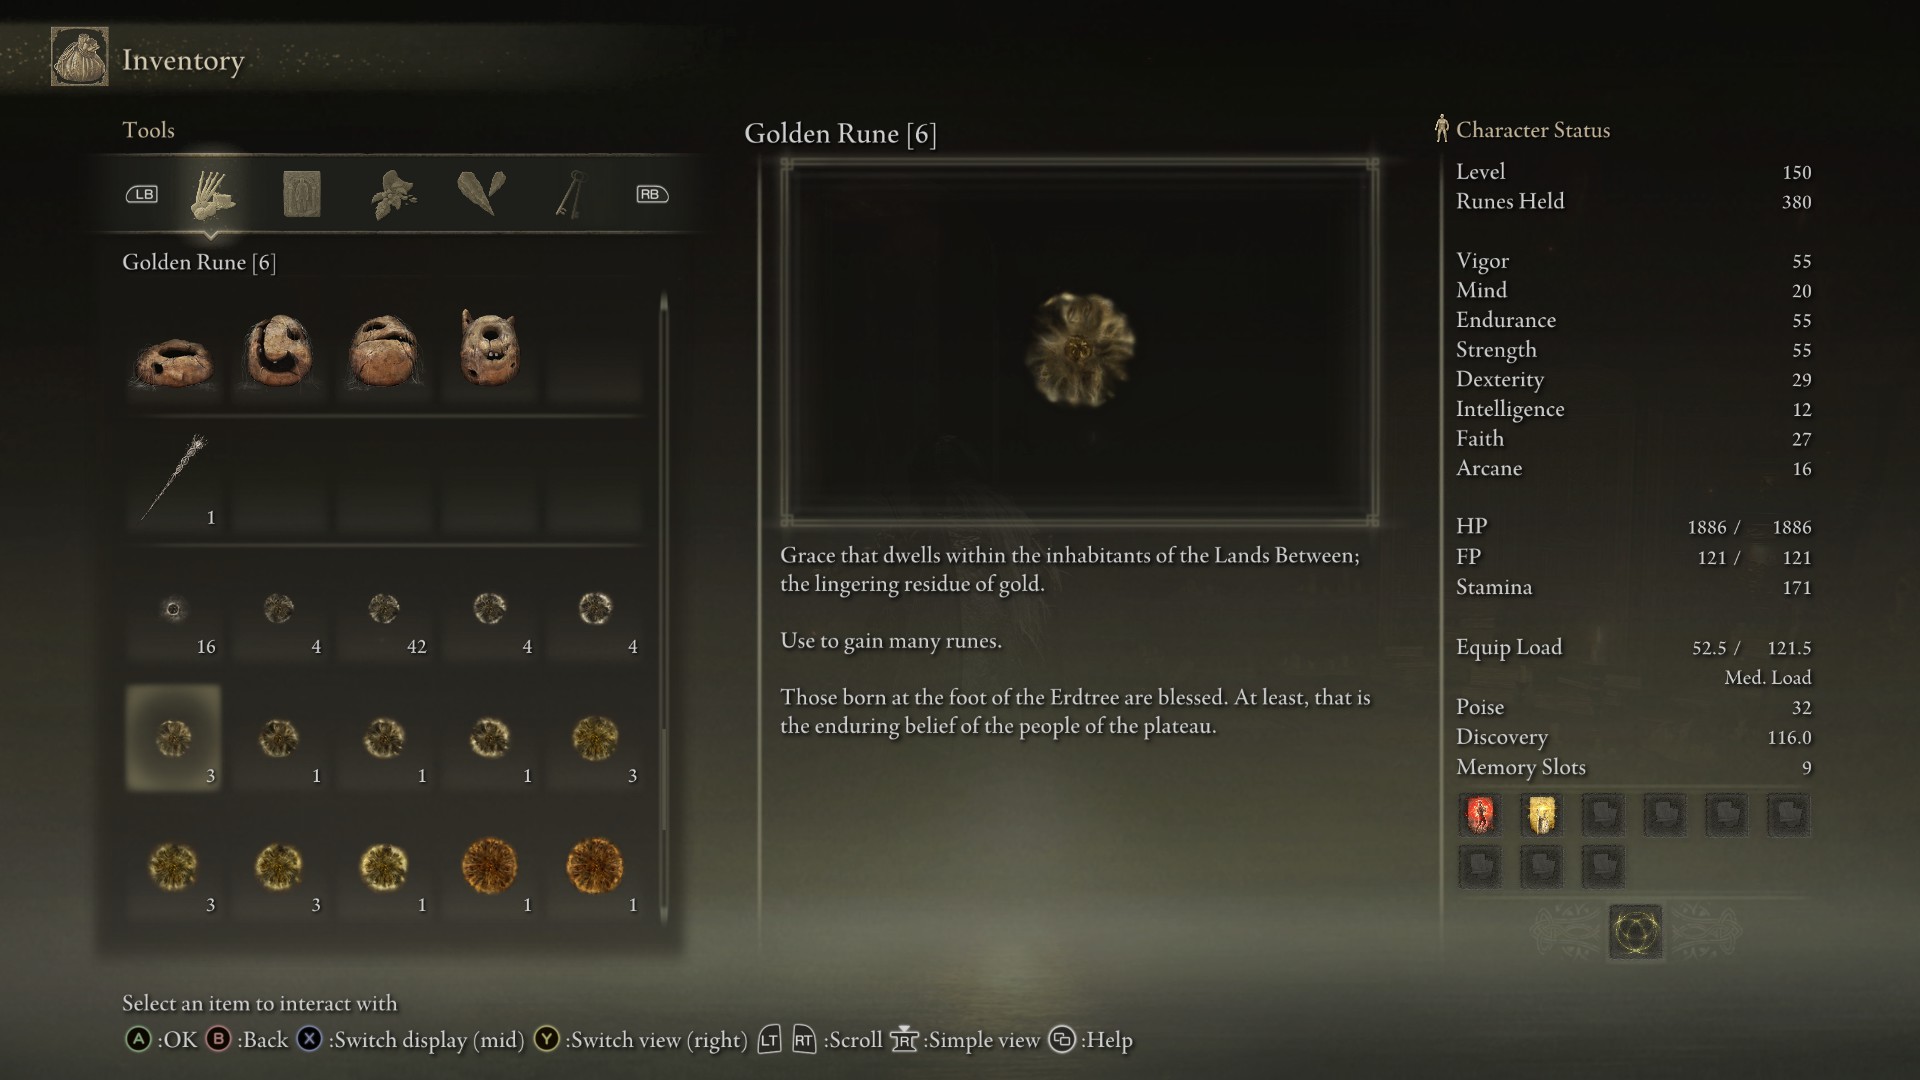 Inventory
Tools
LB
RB
Golden Rune [6]
1
16 4 42 4 4
3 1 1 1 3
3 3 1 1 1
Golden Rune [6]
Grace that dwells within the inhabitants of the Lands Between;
the lingering residue of gold.
Use to gain many runes.
Those born at the foot of the Erdtree are blessed. At least, that is
the enduring belief of the people of the plateau.
Character Status
Level 150
Runes Held 380
Vigor 55
Mind 20
Endurance 55
Strength 55
Dexterity 29
Intelligence 12
Faith 27
Arcane 16
HP 1886 / 1886
FP 121 / 121
Stamina 171
Equip Load 52.5 / 121.5
Med. Load
Poise 32
Discovery 116.0
Memory Slots 9
Select an item to interact with
A :OK B :Back X :Switch display (mid) Y :Switch view (right) LT RT :Scroll R :Simple view :Help